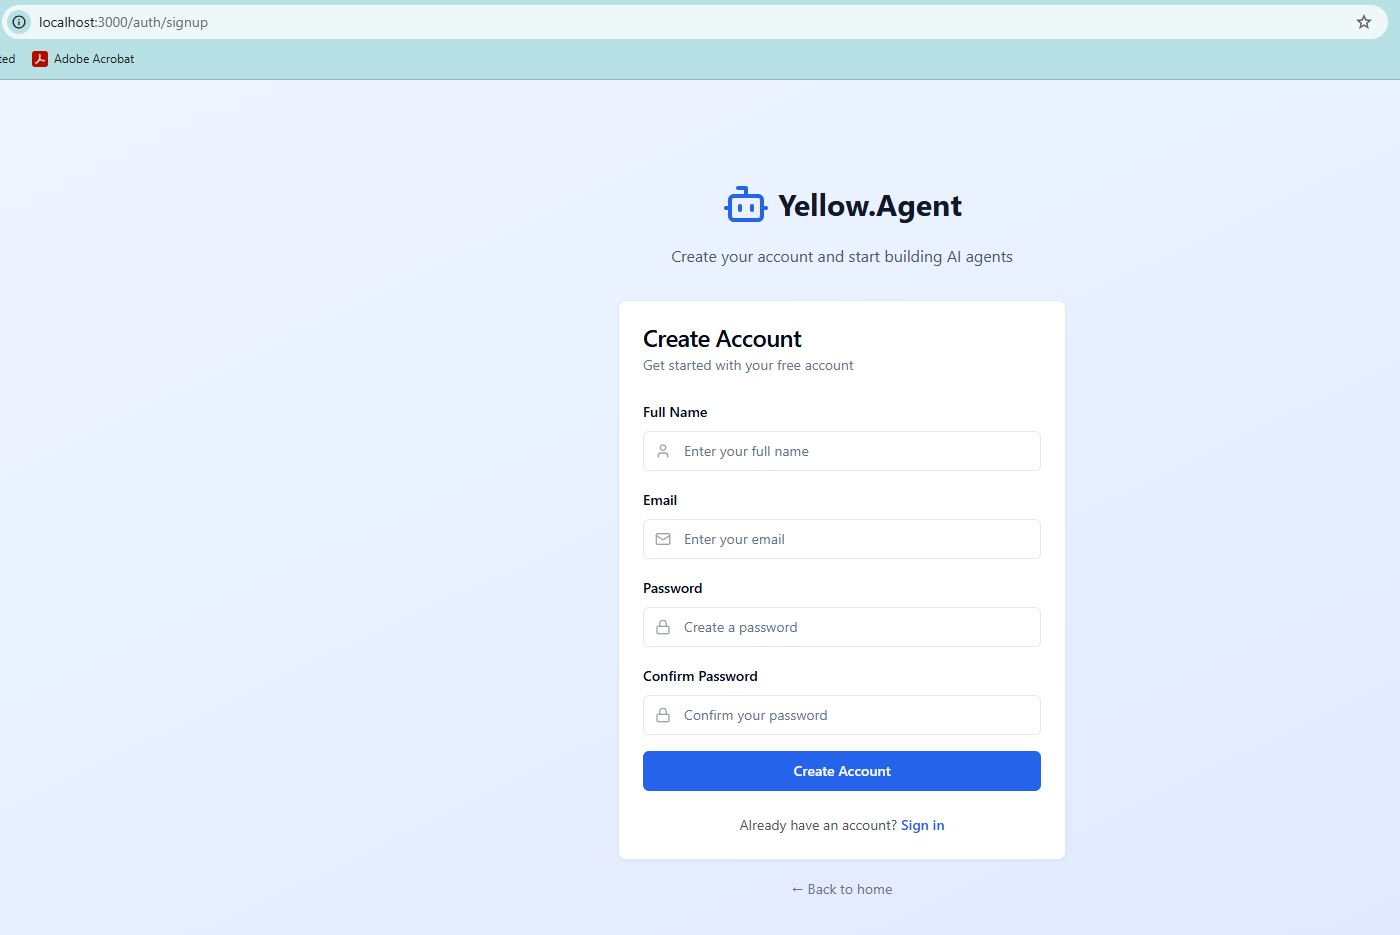 localhost:3000/auth/signup
Adobe Acrobat
Yellow.Agent
Create your account and start building AI agents
Create Account
Get started with your free account
Full Name
Enter your full name
Email
Enter your email
Password
Create a password
Confirm Password
Confirm your password
Create Account
Already have an account? Sign in
← Back to home